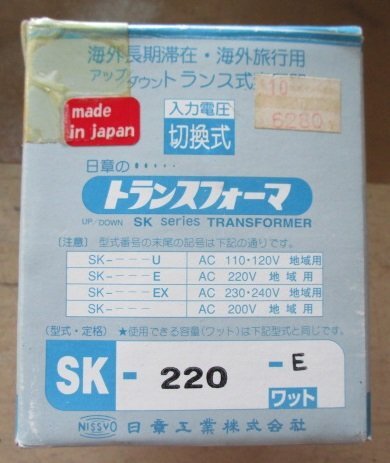 海外長期滞在・海外旅行用
アップダウントランス式
made
in japan
入力電圧
切換式
10
6280
日章の・・・・・
トランスフォーマ
UP／DOWN SK series TRANSFORMER
〔注意〕 型式番号の末尾の記号は下記の通りです。
SK----U AC 110・120V 地域用
SK----E AC 220V 地域用
SK----EX AC 230・240V 地域用
SK---- AC 200V 地域用
(型式・定格) ★使用できる容量(ワット)は下記型式と同じです。
SK-220-E
ワット
NISSYO 日章工業株式会社